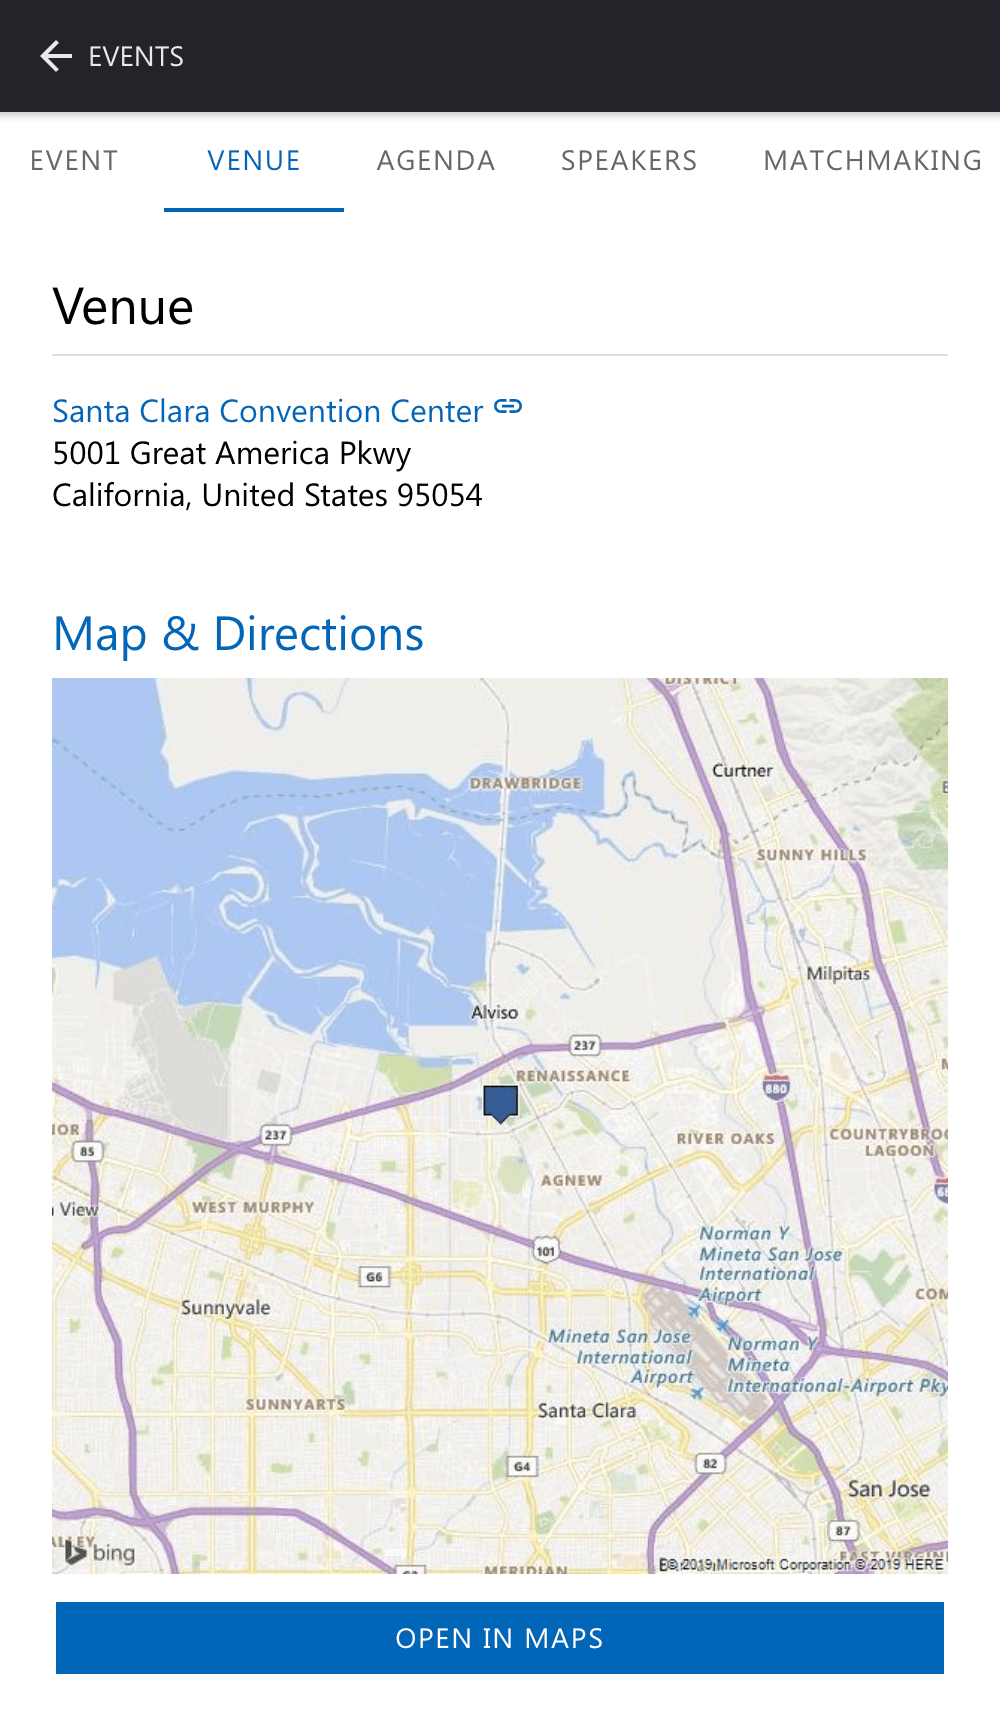 EVENTS
EVENT
VENUE
AGENDA
SPEAKERS
MATCHMAKING
Venue
Santa Clara Convention Center
5001 Great America Pkwy
California, United States 95054
Map & Directions
DISTRICT
Curtner
DRAWBRIDGE
SUNNY HILLS
Milpitas
Alviso
237
RENAISSANCE
880
237
85
RIVER OAKS
COUNTRYBROO
LAGOON
AGNEW
View
WEST MURPHY
101
Norman Y
Mineta San Jose
International
Airport
G6
COM
Sunnyvale
Mineta San Jose
International
Airport
Norman Y
Mineta
International-Airport Pky
SUNNYARTS
Santa Clara
G4
82
San Jose
87
bing
MERIDIAN
© 2019 Microsoft Corporation © 2019 HERE
OPEN IN MAPS